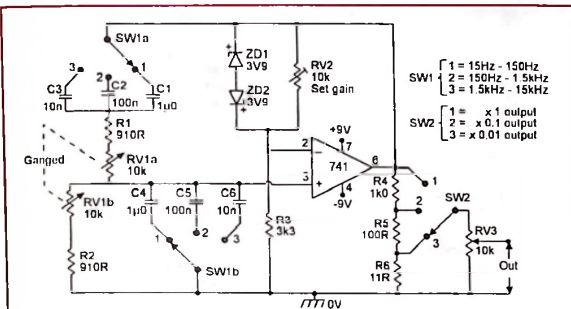 SW1a
3
2
1
C3
10n
C2
100n
C1
1µ0
R1
910R
Ganged
RV1a
10k
RV1b
10k
R2
910R
C4
1µ0
C5
100n
C6
10n
1
2
3
SW1b
ZD1
3V9
ZD2
3V9
RV2
10k
Set gain
R3
3k3
+9V
7
2
741
6
3
4
-9V
R4
1k0
R5
100R
R6
11R
1
2
3
SW2
RV3
10k
Out
0V
SW1 1 = 15Hz - 150Hz
2 = 150Hz - 1.5kHz
3 = 1.5kHz - 15kHz
SW2 1 = x 1 output
2 = x 0.1 output
3 = x 0.01 output